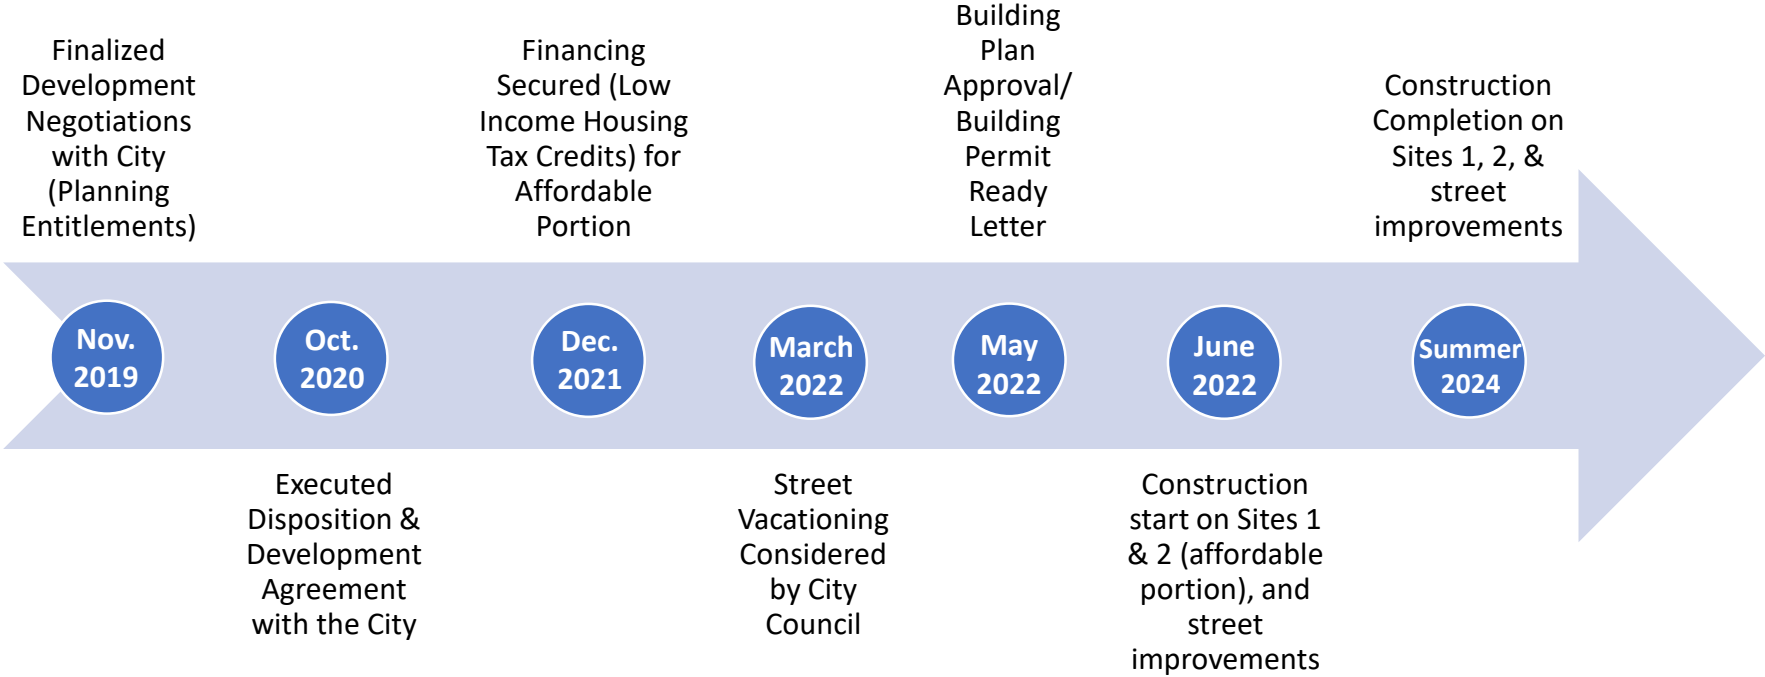 Finalized
Development
Negotiations
with City
(Planning
Entitlements)
Financing
Secured (Low
Income Housing
Tax Credits) for
Affordable
Portion
Building
Plan
Approval/
Building
Permit
Ready
Letter
Construction
Completion on
Sites 1, 2, &
street
improvements
Nov.
2019
Oct.
2020
Dec.
2021
March
2022
May
2022
June
2022
Summer
2024
Executed
Disposition &
Development
Agreement
with the City
Street
Vacationing
Considered
by City
Council
Construction
start on Sites 1
& 2 (affordable
portion), and
street
improvements